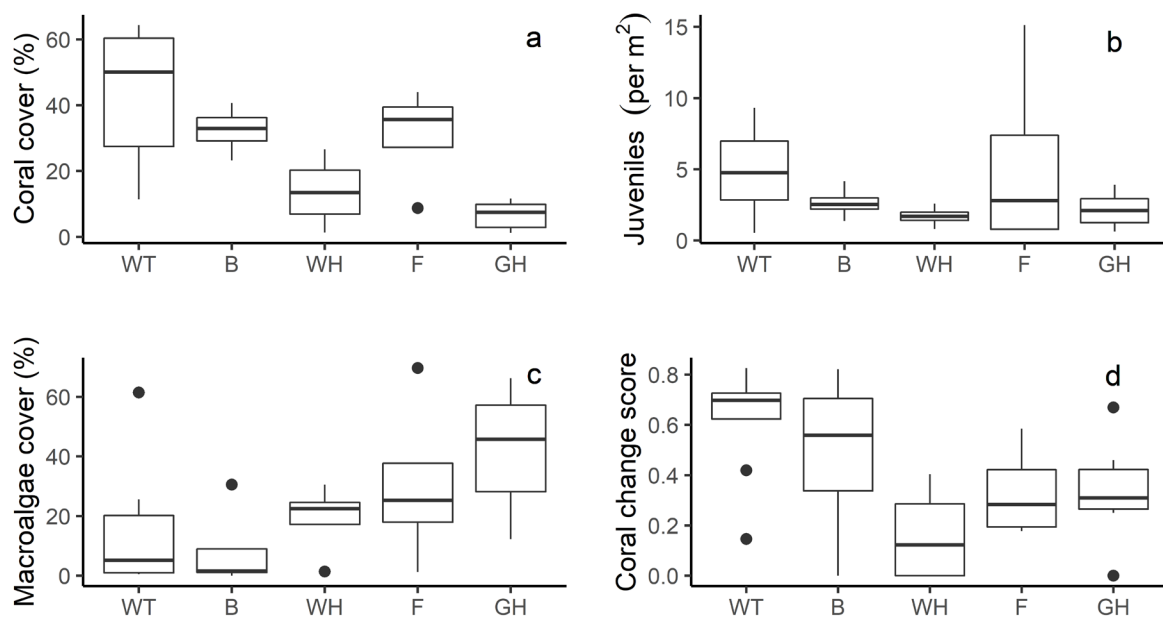 Coral cover (%)
60
40
20
0
a
WT B WH F GH
Juveniles (per m²)
15
10
5
0
b
WT B WH F GH
Macroalgae cover (%)
60
40
20
0
c
WT B WH F GH
Coral change score
0.8
0.6
0.4
0.2
0.0
d
WT B WH F GH